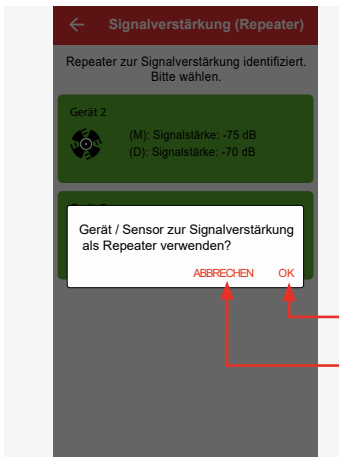 Signalverstärkung (Repeater)
Repeater zur Signalverstärkung identifiziert.
Bitte wählen.
Gerät 2
(M): Signalstärke: -75 dB
(D): Signalstärke: -70 dB
Gerät / Sensor zur Signalverstärkung
als Repeater verwenden?
ABBRECHEN OK